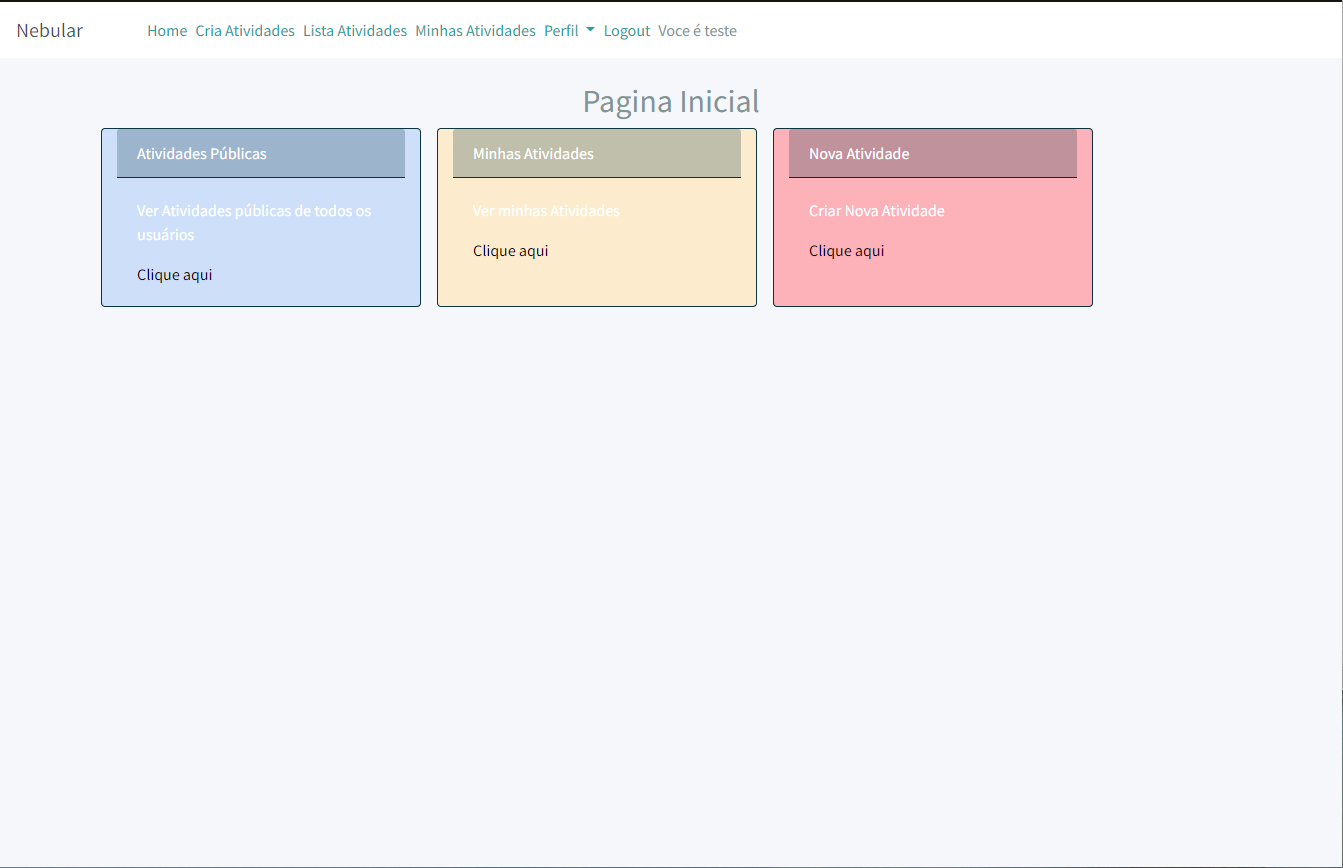 Nebular Home Cria Atividades Lista Atividades Minhas Atividades Perfil Logout Voce é teste
Pagina Inicial
Atividades Públicas
Ver Atividades públicas de todos os
usuários
Clique aqui
Minhas Atividades
Ver minhas Atividades
Clique aqui
Nova Atividade
Criar Nova Atividade
Clique aqui